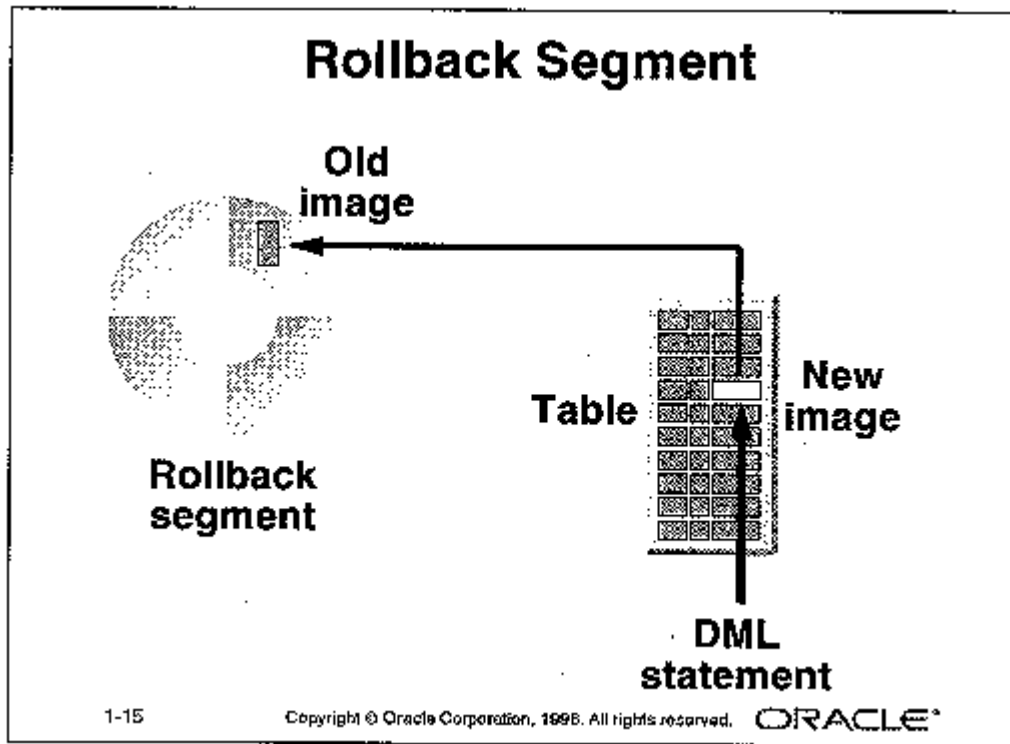 Rollback Segment
Old
image
Table
New
image
Rollback
segment
DML
statement
1-15
Copyright © Oracle Corporation, 1998. All rights reserved.
ORACLE®